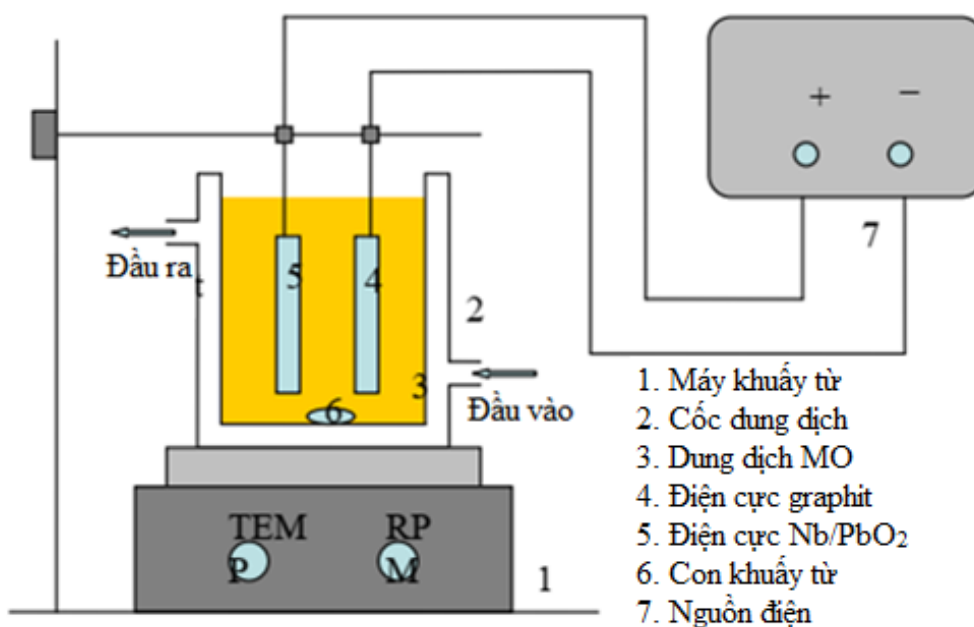 + −
7
Đầu ra
t
5 4
2
3
Đầu vào
6
TEM
P
RP
M
1
1. Máy khuấy từ
2. Cốc dung dịch
3. Dung dịch MO
4. Điện cực graphit
5. Điện cực Nb/PbO₂
6. Con khuấy từ
7. Nguồn điện